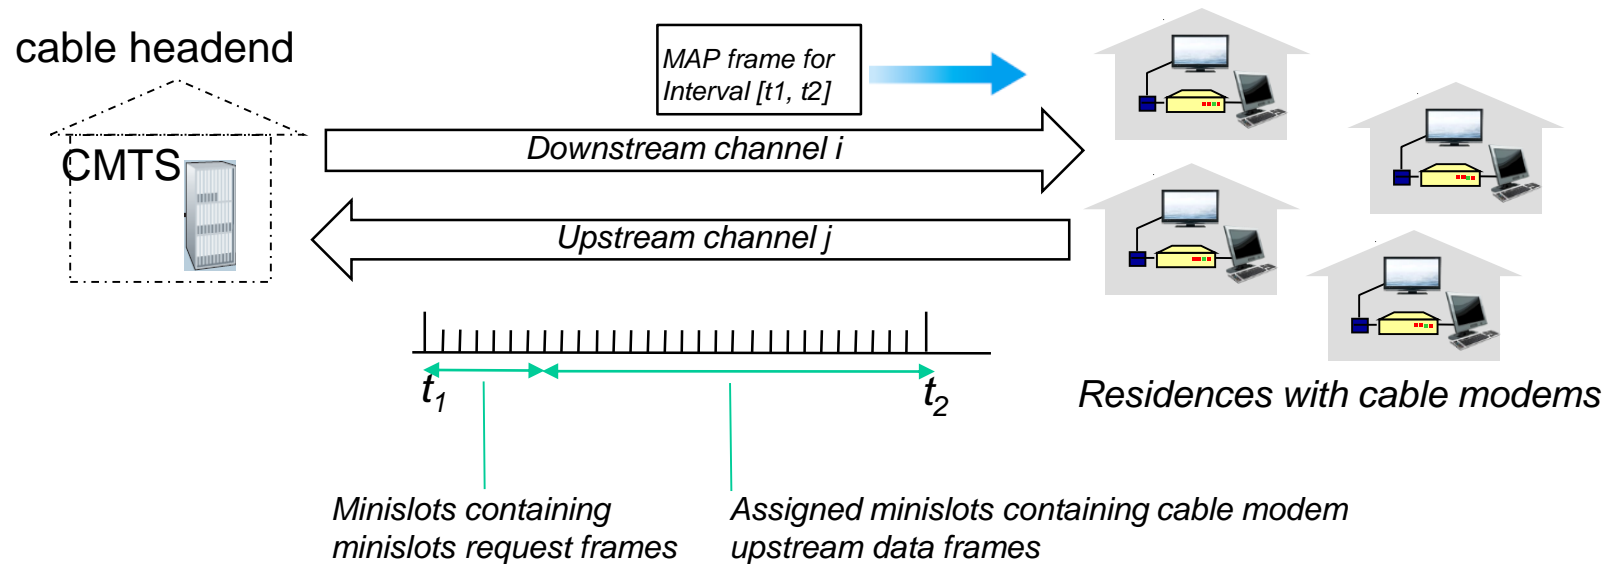 cable headend
MAP frame for
Interval [t1, t2]
CMTS
Downstream channel i
Upstream channel j
t1
t2
Residences with cable modems
Minislots containing
minislots request frames
Assigned minislots containing cable modem
upstream data frames